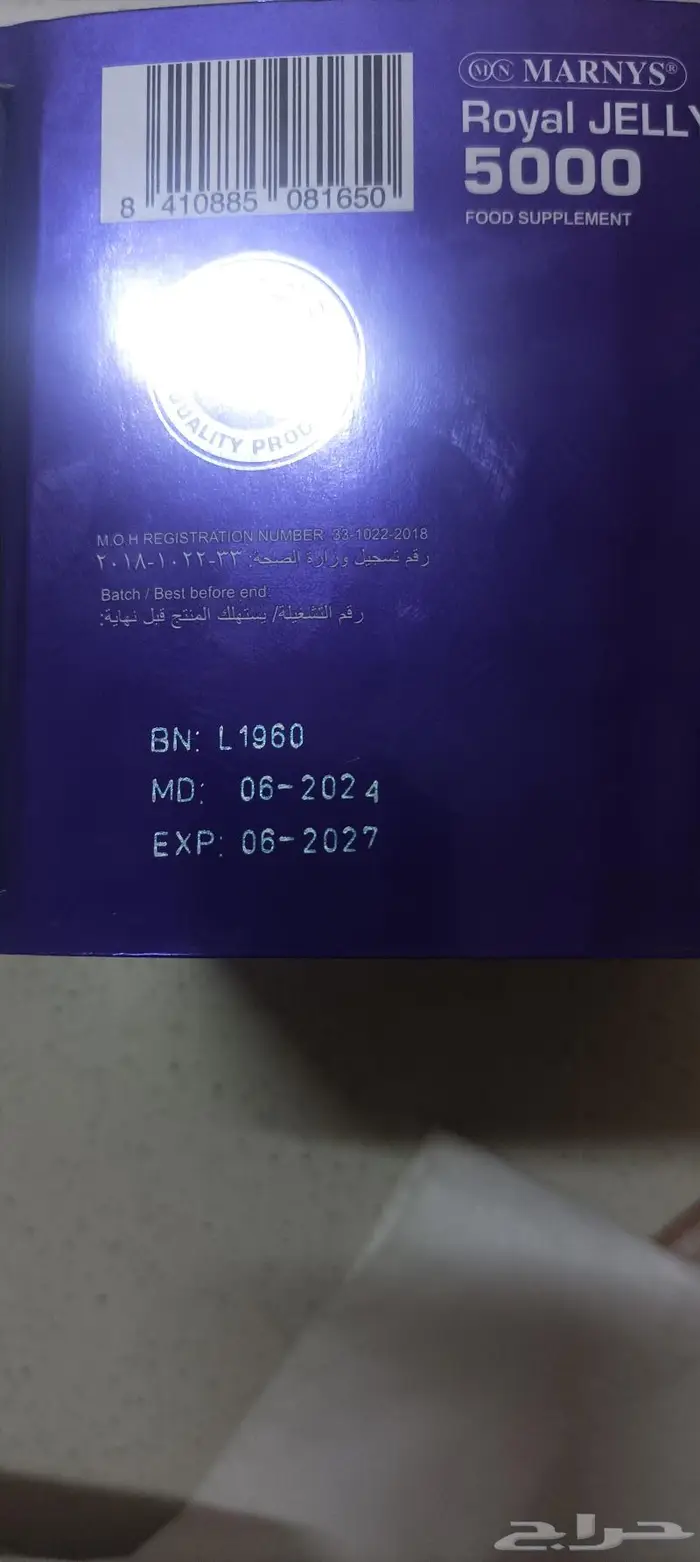 8 410885 081650
MN MARNYS®
Royal JELLY
5000
FOOD SUPPLEMENT
QUALITY
M.O.H REGISTRATION NUMBER :33-1022-2018
رقم تسجيل وزارة الصحة: ٣٣-١٠٢٢-٢٠١٨
Batch / Best before end:
رقم التشغيلة/ يستهلك المنتج قبل نهاية:
BN: L1960
MD: 06-2024
EXP: 06-2027
حراج